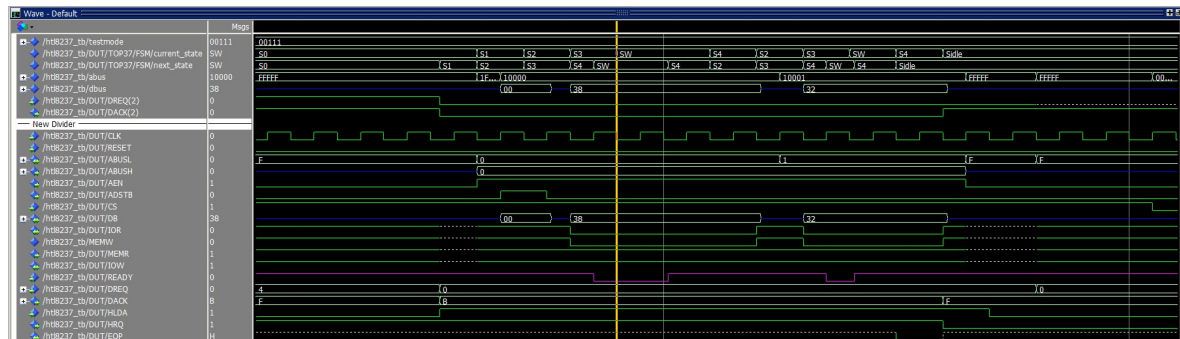 Wave - Default
Msgs
/htl8237_tb/testmode 00111 00111
/htl8237_tb/DUT/TOP37/FSM/current_state SW S0 S1 S2 S3 SW S4 S2 S3 SW S4 Sidle
/htl8237_tb/DUT/TOP37/FSM/next_state SW S0 S1 S2 S3 S4 SW S4 S2 S3 S4 SW S4 Sidle
/htl8237_tb/abus 10000 FFFFF 1F... 10000 10001 FFFFF FFFFF 00...
/htl8237_tb/dbus 38 00 38 32
/htl8237_tb/DUT/DREQ(2) 0
/htl8237_tb/DUT/DACK(2) 0
New Divider
/htl8237_tb/DUT/CLK 0
/htl8237_tb/DUT/RESET 0
/htl8237_tb/DUT/ABUSL 0 F 0 1 F F
/htl8237_tb/DUT/ABUSH 0 0
/htl8237_tb/DUT/AEN 1
/htl8237_tb/DUT/ADSTB 0
/htl8237_tb/DUT/CS 1
/htl8237_tb/DUT/DB 38 00 38 32
/htl8237_tb/DUT/IOR 0
/htl8237_tb/MEMW 0
/htl8237_tb/DUT/MEMR 1
/htl8237_tb/DUT/IOW 1
/htl8237_tb/DUT/READY 0
/htl8237_tb/DUT/DREQ 0 4 0 0
/htl8237_tb/DUT/DACK B F B F
/htl8237_tb/DUT/HLDA 1
/htl8237_tb/DUT/HRQ 1
/htl8237_tb/DUT/EOP H